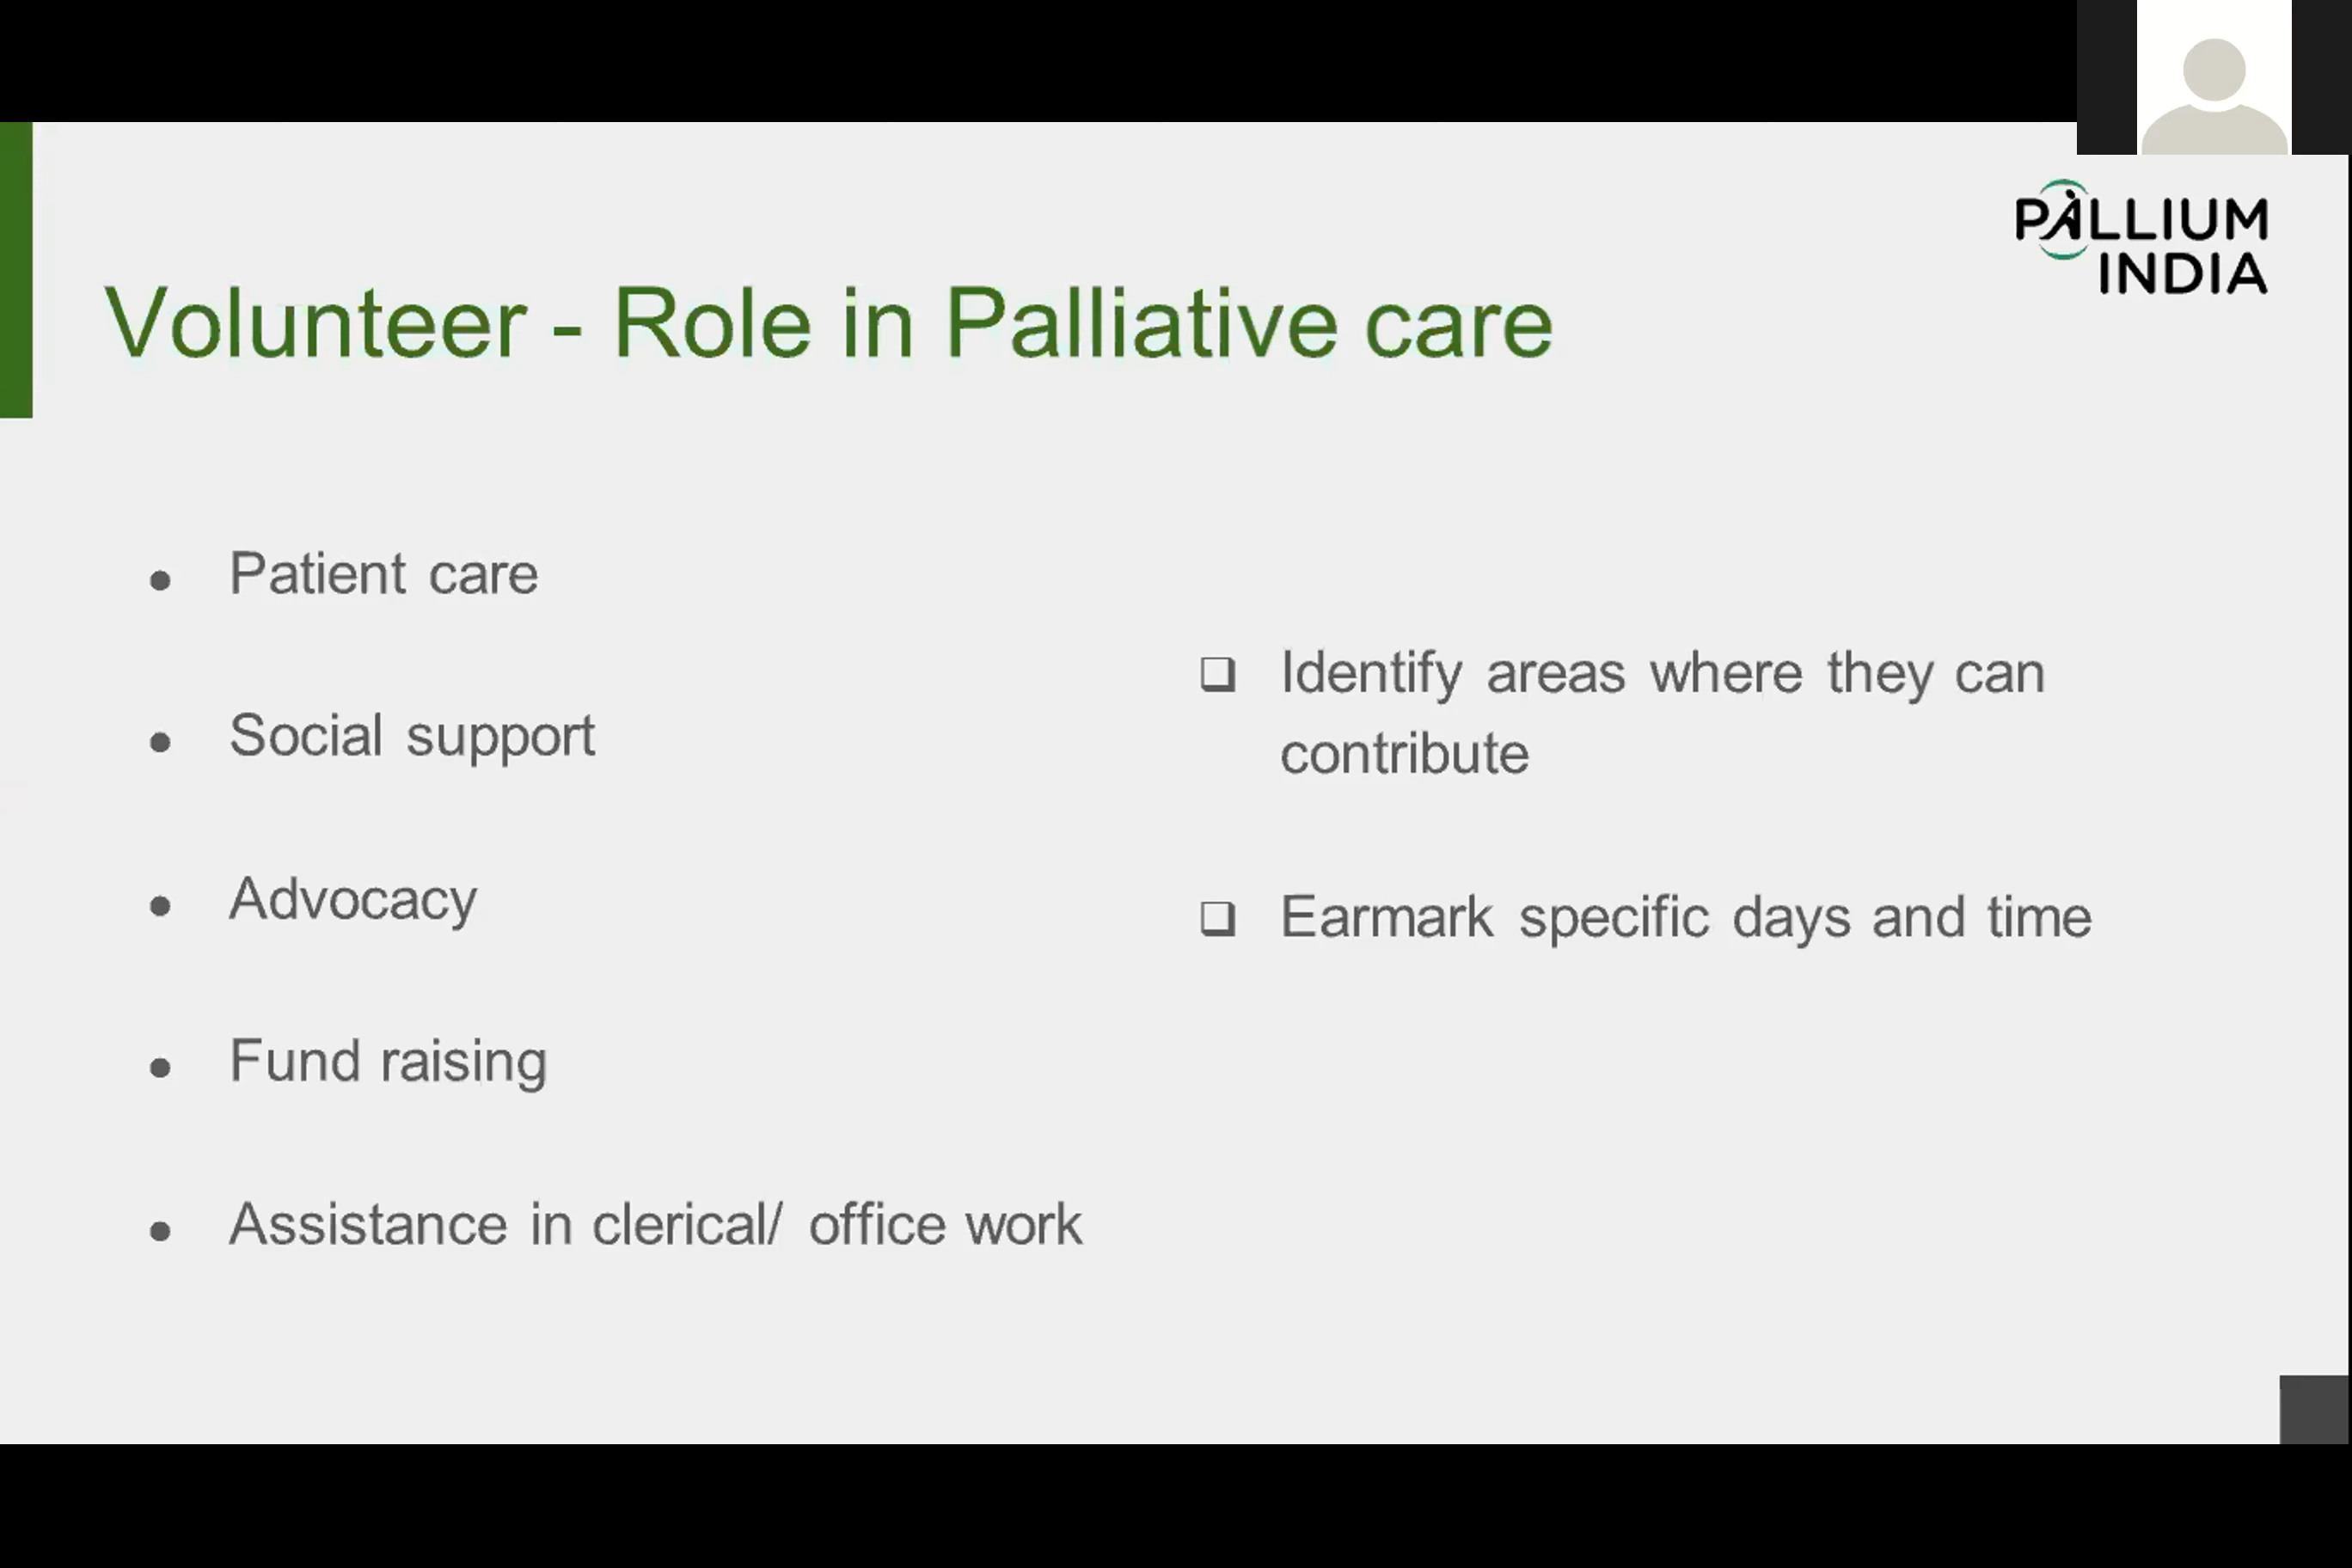 PALLIUM
INDIA
Volunteer - Role in Palliative care
Patient care
Social support
Advocacy
Fund raising
Assistance in clerical/ office work
Identify areas where they can
contribute
Earmark specific days and time